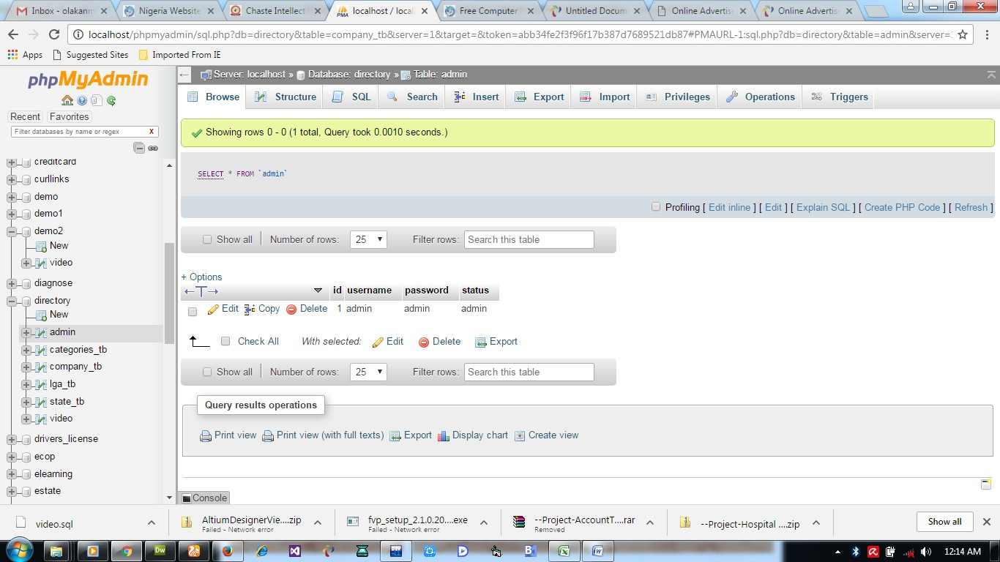 Inbox - olakanm
Nigeria Website
Chaste Intellect
localhost / local
Free Computer
Untitled Docum
Online Advertis
Online Advertis
localhost/phpmyadmin/sql.php?db=directory&table=company_tb&server=1&target=&token=abb34fe2f3f96f17b387d7689521db87#PMAURL-1:sql.php?db=directory&table=admin&server=
Apps Suggested Sites Imported From IE
phpMyAdmin
Recent Favorites
Filter databases by name or regex X
creditcard
curllinks
demo
demo1
demo2
New
video
diagnose
directory
New
admin
categories_tb
company_tb
lga_tb
state_tb
video
drivers_license
ecop
elearning
estate
Server: localhost » Database: directory » Table: admin
Browse Structure SQL Search Insert Export Import Privileges Operations Triggers
Showing rows 0 - 0 (1 total, Query took 0.0010 seconds.)
SELECT * FROM `admin`
Profiling [ Edit inline ] [ Edit ] [ Explain SQL ] [ Create PHP Code ] [ Refresh ]
Show all Number of rows: 25 Filter rows: Search this table
+ Options
id username password status
Edit Copy Delete 1 admin admin admin
Check All With selected: Edit Delete Export
Show all Number of rows: 25 Filter rows: Search this table
Query results operations
Print view Print view (with full texts) Export Display chart Create view
Console
video.sql
AltiumDesignerVie....zip
Failed - Network error
fvp_setup_2.1.0.20....exe
Failed - Network error
--Project-AccountT....rar
Removed
--Project-Hospital ....zip
Show all
12:14 AM